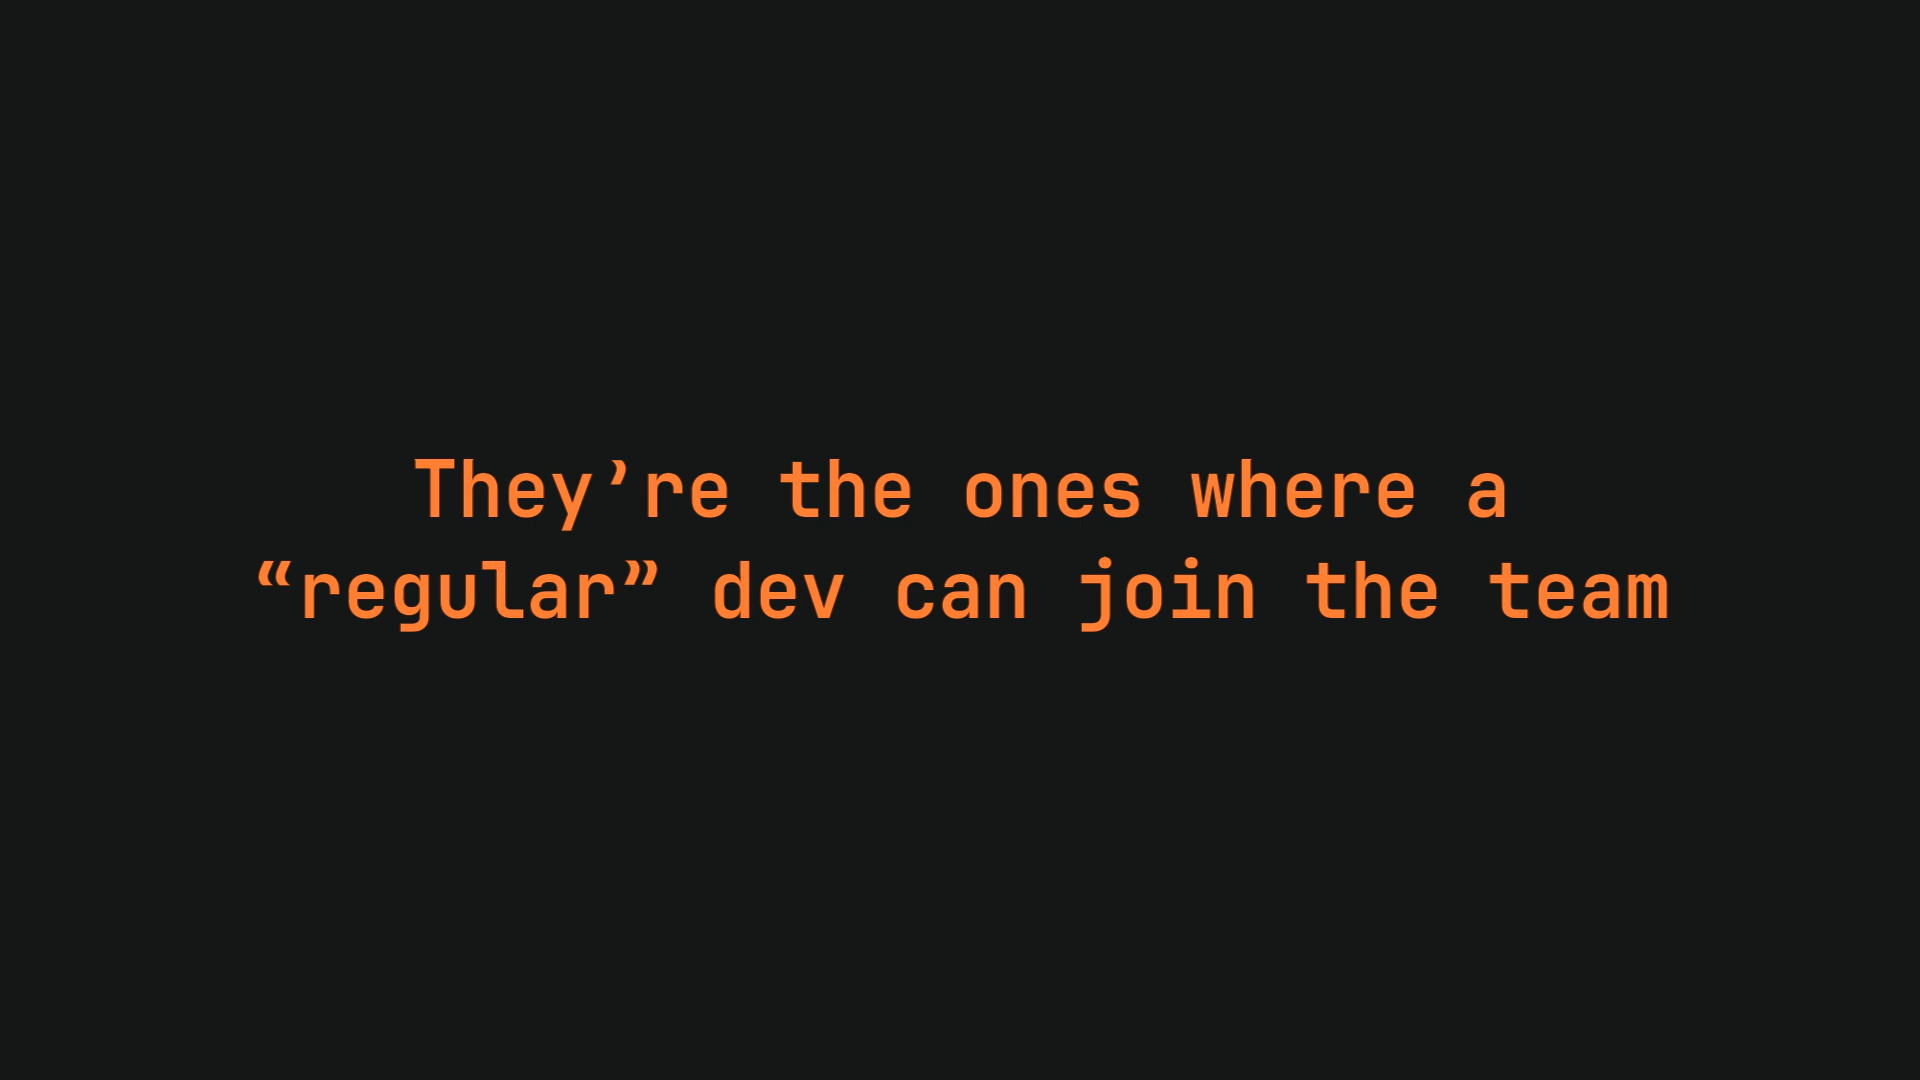 They’re the ones where a
“regular” dev can join the team